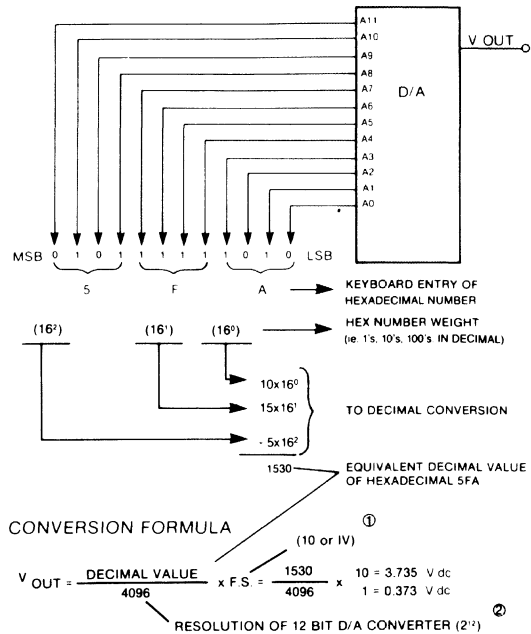 A11
A10
A9
A8
A7
A6
A5
A4
A3
A2
A1
A0
D/A
V OUT
MSB 0 1 0 1 1 1 1 1 1 0 1 0 LSB
5 F A
KEYBOARD ENTRY OF
HEXADECIMAL NUMBER
(16²) (16¹) (16⁰)
HEX NUMBER WEIGHT
(ie. 1's, 10's, 100's IN DECIMAL)
10x16⁰
15x16¹
- 5x16²
TO DECIMAL CONVERSION
1530
EQUIVALENT DECIMAL VALUE
OF HEXADECIMAL 5FA
CONVERSION FORMULA
①
(10 or IV)
V OUT = DECIMAL VALUE / 4096 x F.S. = 1530 / 4096 x 10 = 3.735 V dc
1 = 0.373 V dc
②
RESOLUTION OF 12 BIT D/A CONVERTER (2¹²)